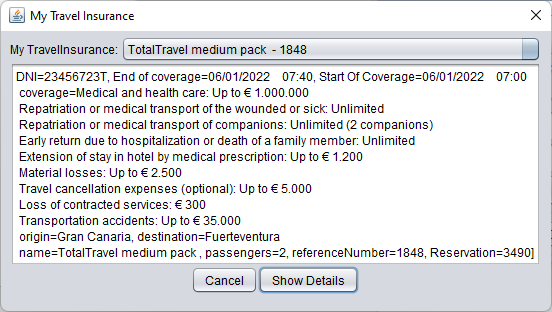 My Travel Insurance
My TravelInsurance: TotalTravel medium pack - 1848
DNI=23456723T, End of coverage=06/01/2022 07:40, Start Of Coverage=06/01/2022 07:00
coverage=Medical and health care: Up to € 1.000.000
Repatriation or medical transport of the wounded or sick: Unlimited
Repatriation or medical transport of companions: Unlimited (2 companions)
Early return due to hospitalization or death of a family member: Unlimited
Extension of stay in hotel by medical prescription: Up to € 1.200
Material losses: Up to € 2.500
Travel cancellation expenses (optional): Up to € 5.000
Loss of contracted services: € 300
Transportation accidents: Up to € 35.000
origin=Gran Canaria, destination=Fuerteventura
name=TotalTravel medium pack , passengers=2, referenceNumber=1848, Reservation=3490]
Cancel Show Details